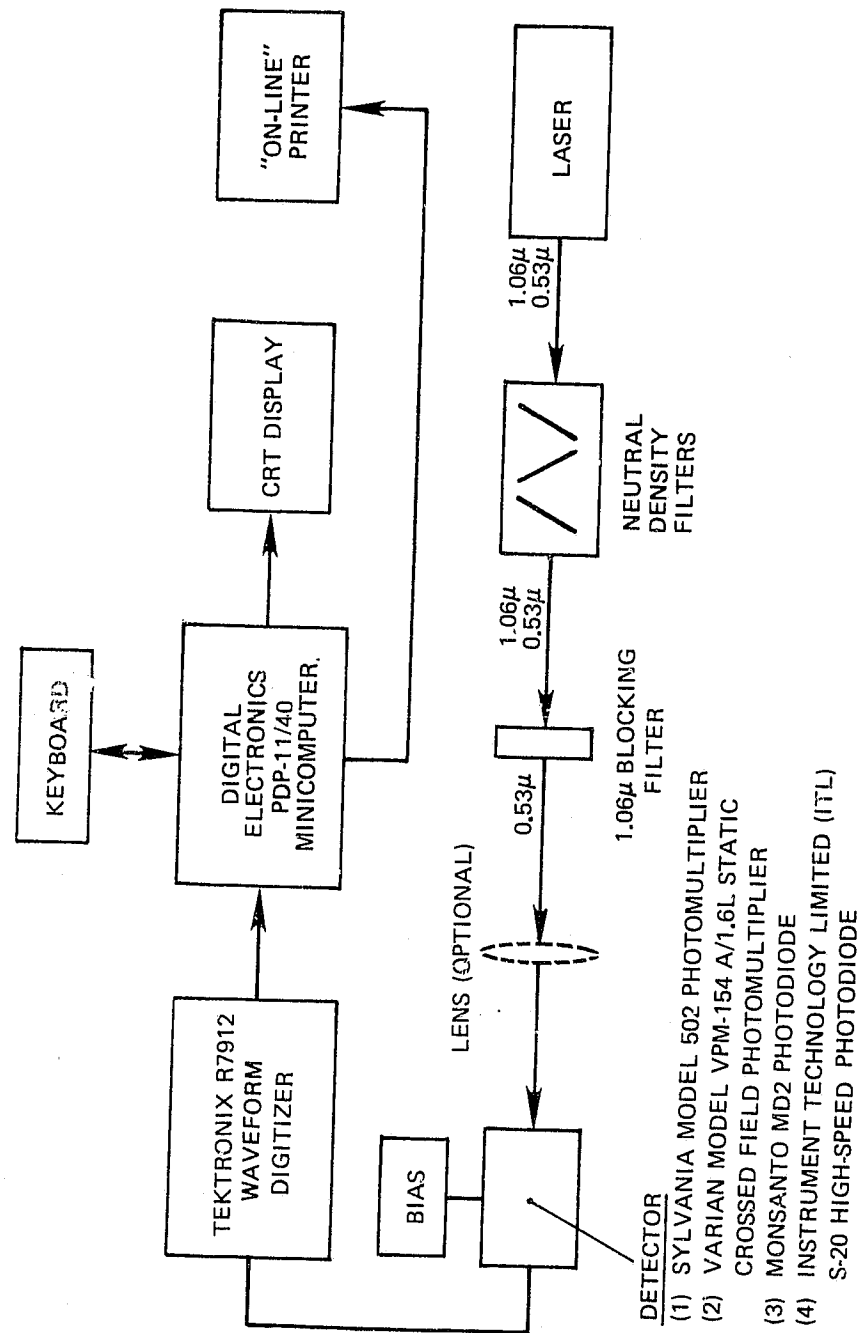 KEYBOARD
TEKTRONIX R7912
WAVEFORM
DIGITIZER
DIGITAL
ELECTRONICS
PDP-11/40
MINICOMPUTER.
CRT DISPLAY
"ON-LINE"
PRINTER
BIAS
LENS (OPTIONAL)
0.53μ
1.06μ
0.53μ
1.06μ
0.53μ
LASER
1.06μ BLOCKING
FILTER
NEUTRAL
DENSITY
FILTERS
DETECTOR
(1) SYLVANIA MODEL 502 PHOTOMULTIPLIER
(2) VARIAN MODEL VPM-154 A/1.6L STATIC
CROSSED FIELD PHOTOMULTIPLIER
(3) MONSANTO MD2 PHOTODIODE
(4) INSTRUMENT TECHNOLOGY LIMITED (ITL)
S-20 HIGH-SPEED PHOTODIODE